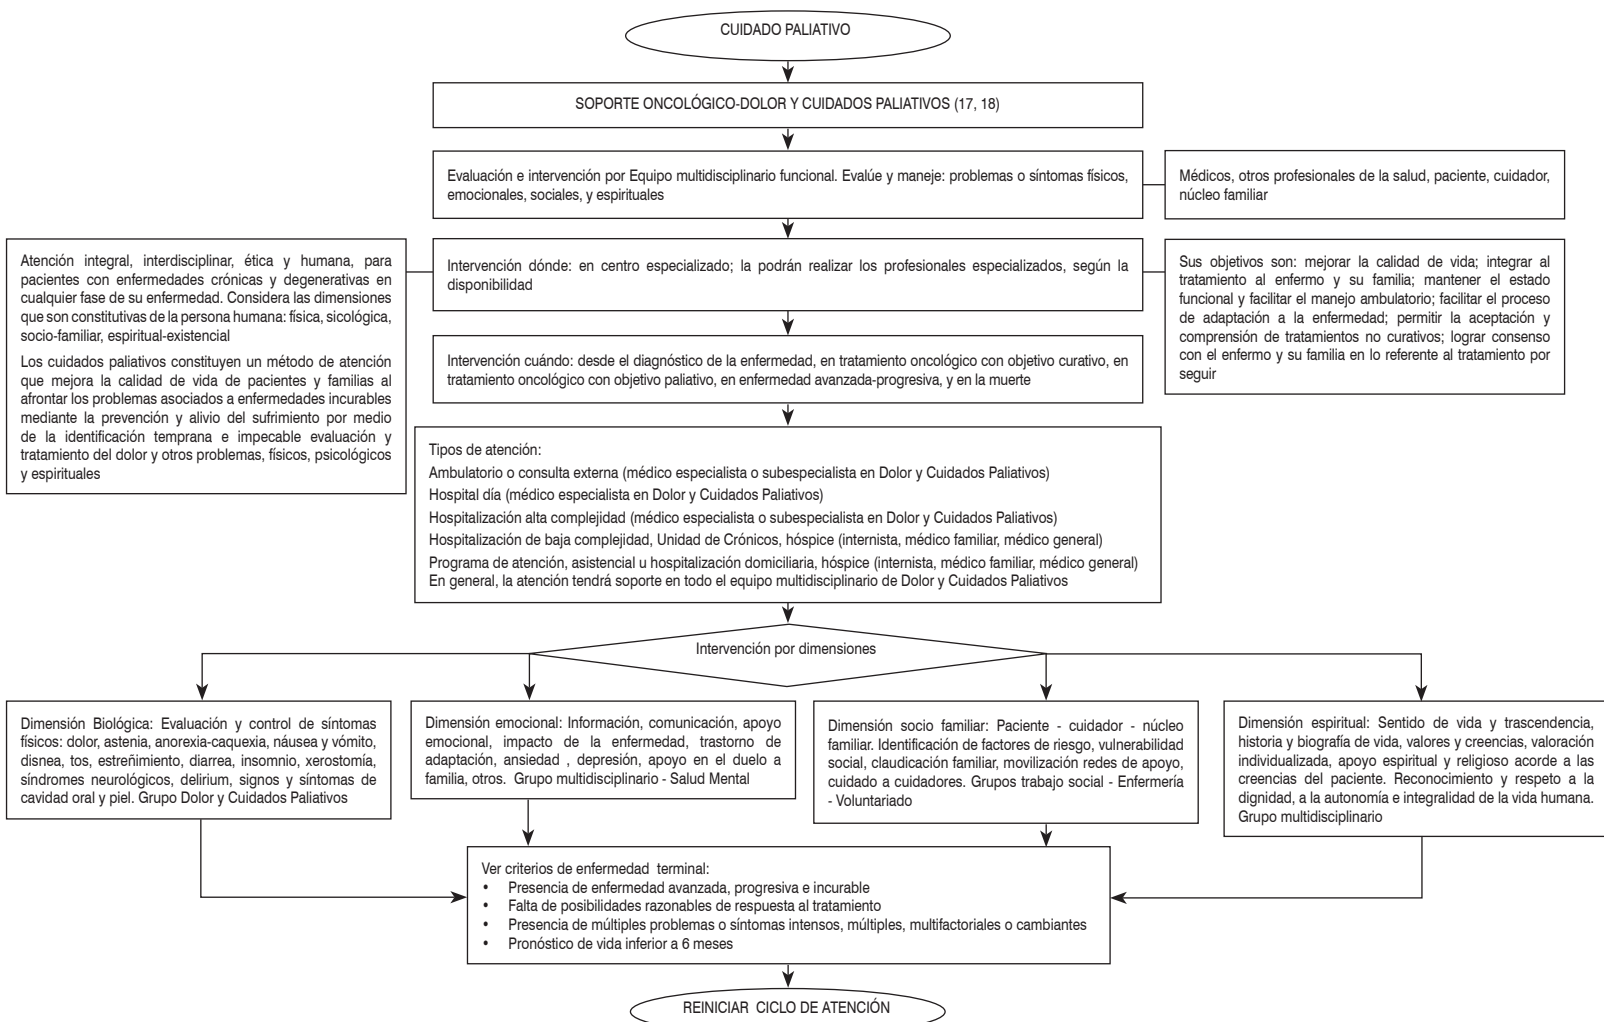 CUIDADO PALIATIVO
SOPORTE ONCOLÓGICO-DOLOR Y CUIDADOS PALIATIVOS (17, 18)
Evaluación e intervención por Equipo multidisciplinario funcional. Evalúe y maneje: problemas o síntomas físicos,
emocionales, sociales, y espirituales
Médicos, otros profesionales de la salud, paciente, cuidador,
núcleo familiar
Atención integral, interdisciplinar, ética y humana, para
pacientes con enfermedades crónicas y degenerativas en
cualquier fase de su enfermedad. Considera las dimensiones
que son constitutivas de la persona humana: física, sicológica,
socio-familiar, espiritual-existencial
Los cuidados paliativos constituyen un método de atención
que mejora la calidad de vida de pacientes y familias al
afrontar los problemas asociados a enfermedades incurables
mediante la prevención y alivio del sufrimiento por medio
de la identificación temprana e impecable evaluación y
tratamiento del dolor y otros problemas, físicos, psicológicos
y espirituales
Intervención dónde: en centro especializado; la podrán realizar los profesionales especializados, según la
disponibilidad
Sus objetivos son: mejorar la calidad de vida; integrar al
tratamiento al enfermo y su familia; mantener el estado
funcional y facilitar el manejo ambulatorio; facilitar el proceso
de adaptación a la enfermedad; permitir la aceptación y
comprensión de tratamientos no curativos; lograr consenso
con el enfermo y su familia en lo referente al tratamiento por
seguir
Intervención cuándo: desde el diagnóstico de la enfermedad, en tratamiento oncológico con objetivo curativo, en
tratamiento oncológico con objetivo paliativo, en enfermedad avanzada-progresiva, y en la muerte
Tipos de atención:
Ambulatorio o consulta externa (médico especialista o subespecialista en Dolor y Cuidados Paliativos)
Hospital día (médico especialista en Dolor y Cuidados Paliativos)
Hospitalización alta complejidad (médico especialista o subespecialista en Dolor y Cuidados Paliativos)
Hospitalización de baja complejidad, Unidad de Crónicos, hóspice (internista, médico familiar, médico general)
Programa de atención, asistencial u hospitalización domiciliaria, hóspice (internista, médico familiar, médico general)
En general, la atención tendrá soporte en todo el equipo multidisciplinario de Dolor y Cuidados Paliativos
Intervención por dimensiones
Dimensión Biológica: Evaluación y control de síntomas
físicos: dolor, astenia, anorexia-caquexia, náusea y vómito,
disnea, tos, estreñimiento, diarrea, insomnio, xerostomía,
síndromes neurológicos, delirium, signos y síntomas de
cavidad oral y piel. Grupo Dolor y Cuidados Paliativos
Dimensión emocional: Información, comunicación, apoyo
emocional, impacto de la enfermedad, trastorno de
adaptación, ansiedad , depresión, apoyo en el duelo a
familia, otros. Grupo multidisciplinario - Salud Mental
Dimensión socio familiar: Paciente - cuidador - núcleo
familiar. Identificación de factores de riesgo, vulnerabilidad
social, claudicación familiar, movilización redes de apoyo,
cuidado a cuidadores. Grupos trabajo social - Enfermería
- Voluntariado
Dimensión espiritual: Sentido de vida y trascendencia,
historia y biografía de vida, valores y creencias, valoración
individualizada, apoyo espiritual y religioso acorde a las
creencias del paciente. Reconocimiento y respeto a la
dignidad, a la autonomía e integralidad de la vida humana.
Grupo multidisciplinario
Ver criterios de enfermedad terminal:
• Presencia de enfermedad avanzada, progresiva e incurable
• Falta de posibilidades razonables de respuesta al tratamiento
• Presencia de múltiples problemas o síntomas intensos, múltiples, multifactoriales o cambiantes
• Pronóstico de vida inferior a 6 meses
REINICIAR CICLO DE ATENCIÓN